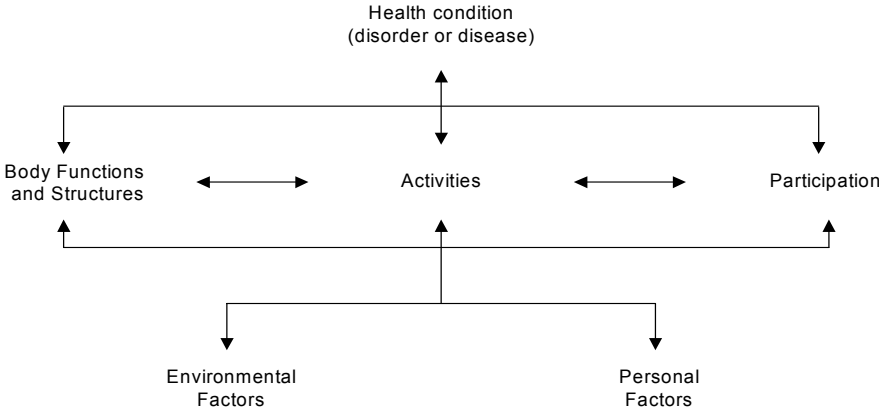 Health condition
(disorder or disease)
Body Functions
and Structures
Activities
Participation
Environmental
Factors
Personal
Factors